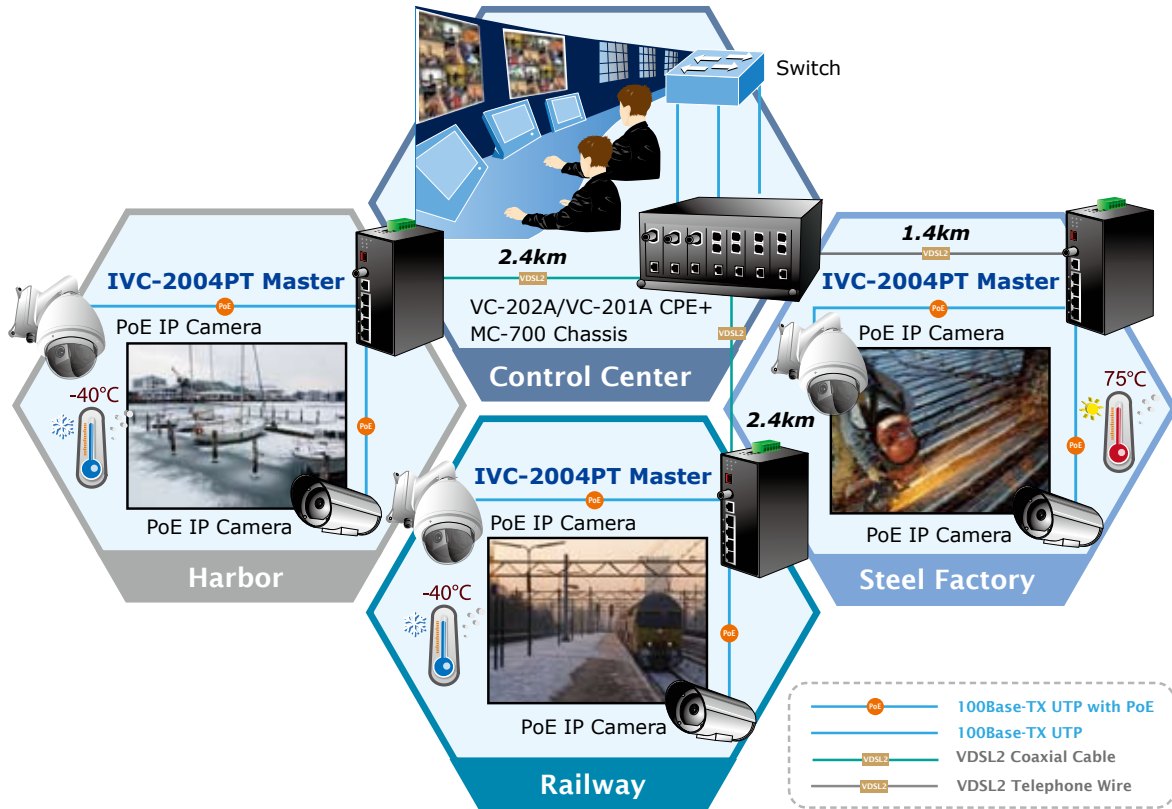 Switch
2.4km
VDSL2
VC-202A/VC-201A CPE+
MC-700 Chassis
VDSL2
Control Center
IVC-2004PT Master
PoE
PoE IP Camera
-40°C
PoE
PoE IP Camera
Harbor
1.4km
VDSL2
IVC-2004PT Master
PoE
PoE IP Camera
75°C
PoE
PoE IP Camera
Steel Factory
2.4km
IVC-2004PT Master
PoE
PoE IP Camera
-40°C
PoE
PoE IP Camera
Railway
PoE 100Base-TX UTP with PoE
100Base-TX UTP
VDSL2 VDSL2 Coaxial Cable
VDSL2 VDSL2 Telephone Wire